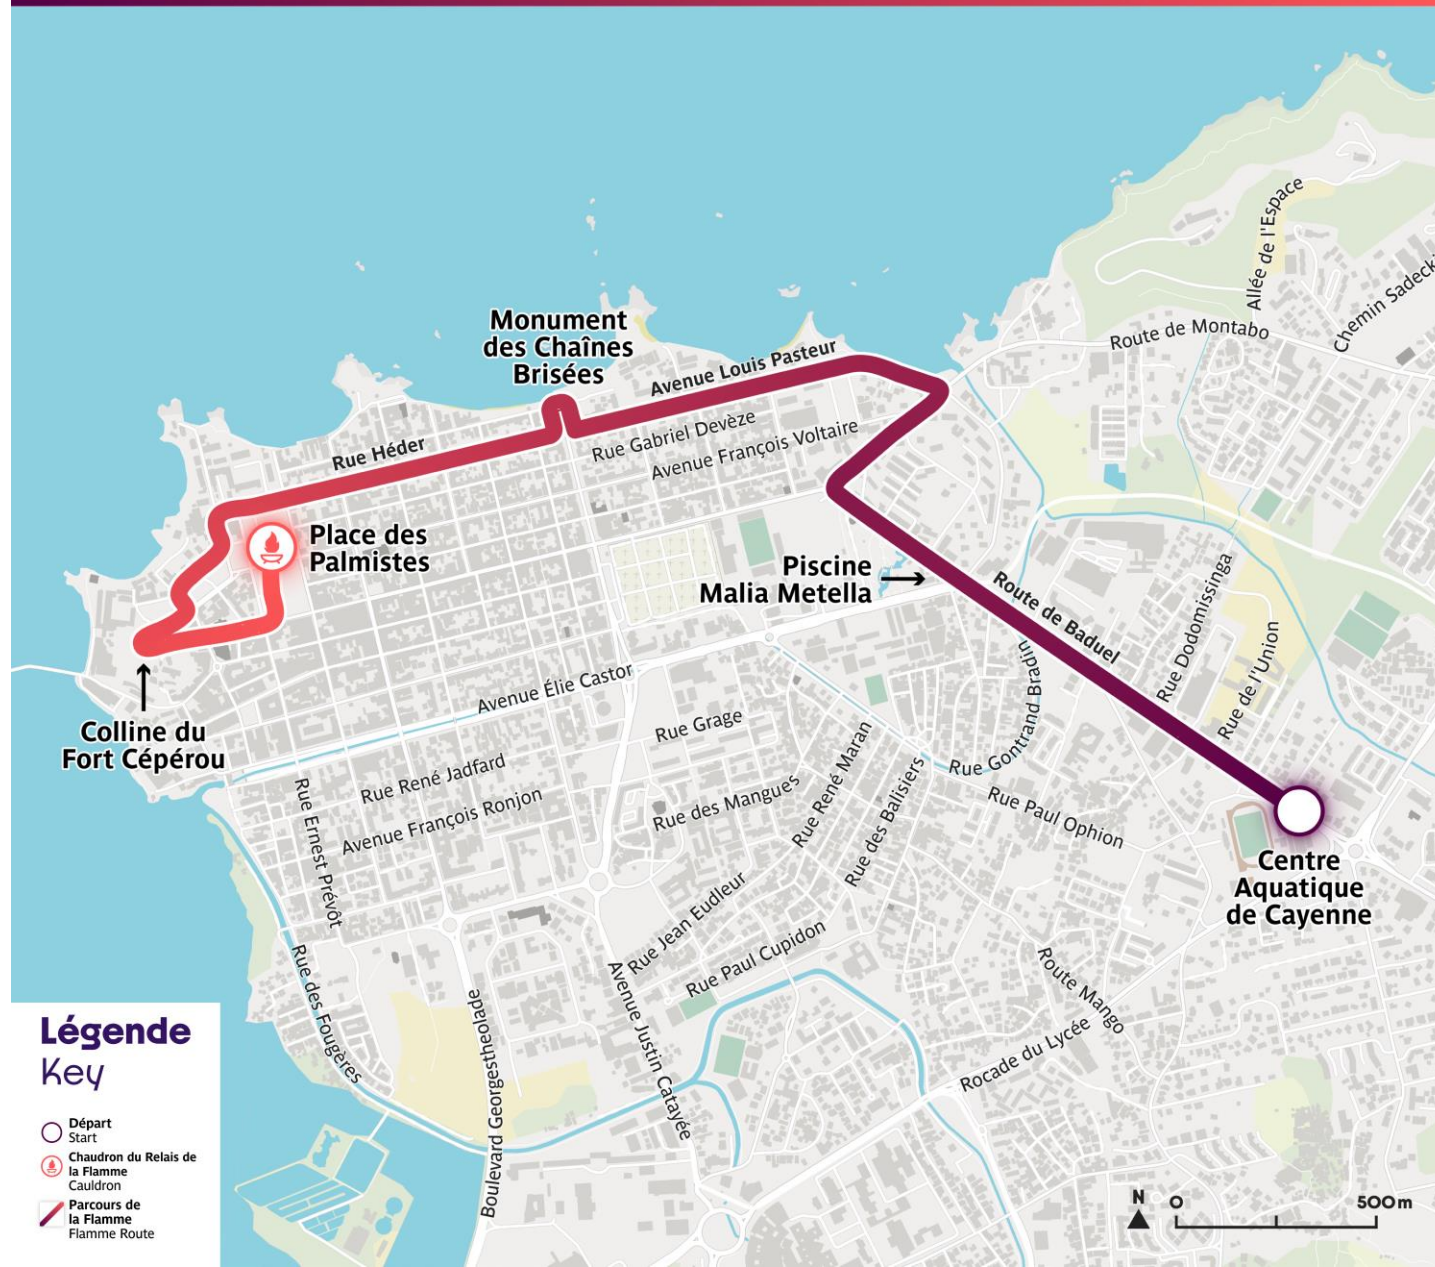 Allée de l'Espace
Chemin Sadecki
Route de Montabo
Monument
des Chaînes
Brisées
Avenue Louis Pasteur
Rue Héder
Rue Gabriel Devèze
Avenue François Voltaire
Place des
Palmistes
Piscine
Malia Metella
Route de Baduel
Rue Dodomissinga
Rue de l'Union
Rue Gontrand Bradin
Avenue Élie Castor
Colline du
Fort Cépérou
Rue Grage
Rue René Jadfard
Rue des Mangues
Rue René Maran
Rue des Balisiers
Rue Paul Ophion
Rue Ernest Prévôt
Avenue François Ronjon
Centre
Aquatique
de Cayenne
Rue Jean Eudleur
Rue Paul Cupidon
Rue des Fougères
Boulevard Georgestheolade
Avenue Justin Catayée
Route Mango
Rocade du Lycée
Légende
Key
Départ
Start
Chaudron du Relais de
la Flamme
Cauldron
Parcours de
la Flamme
Flamme Route
N
0 500m